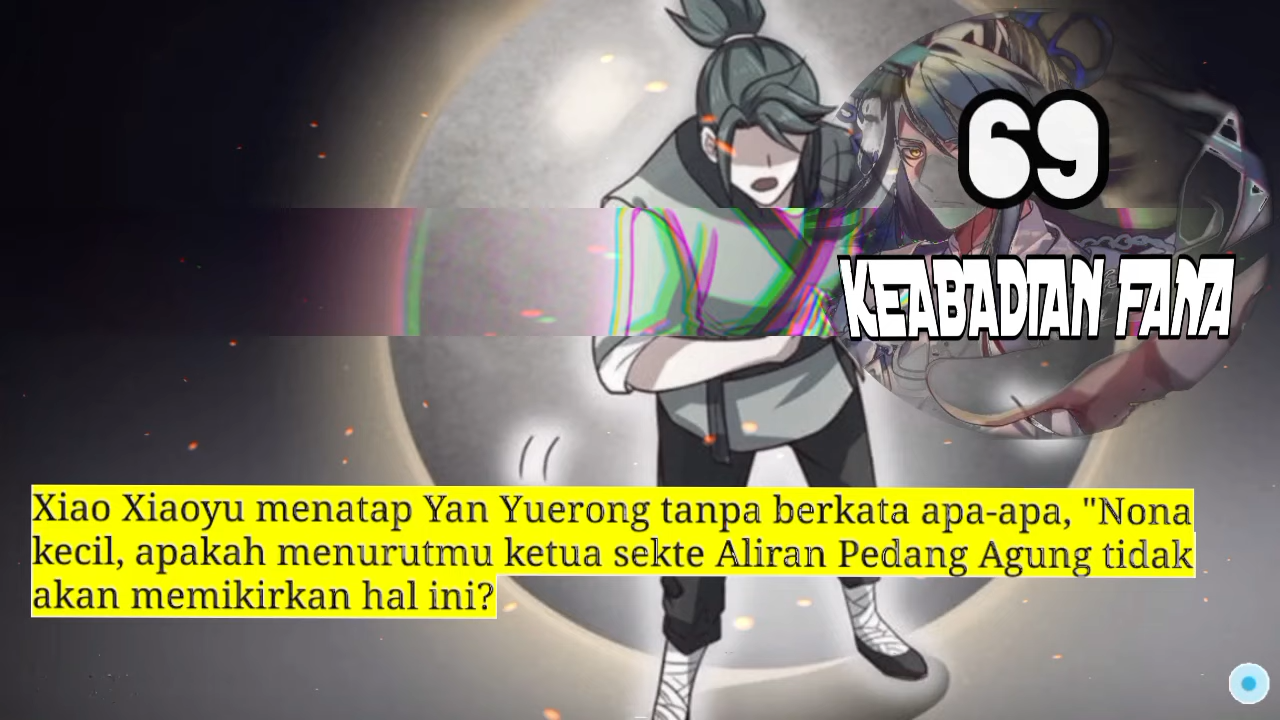 69
KEABADIAN FANA
Xiao Xiaoyu menatap Yan Yuerong tanpa berkata apa-apa, "Nona
kecil, apakah menurutmu ketua sekte Aliran Pedang Agung tidak
akan memikirkan hal ini?